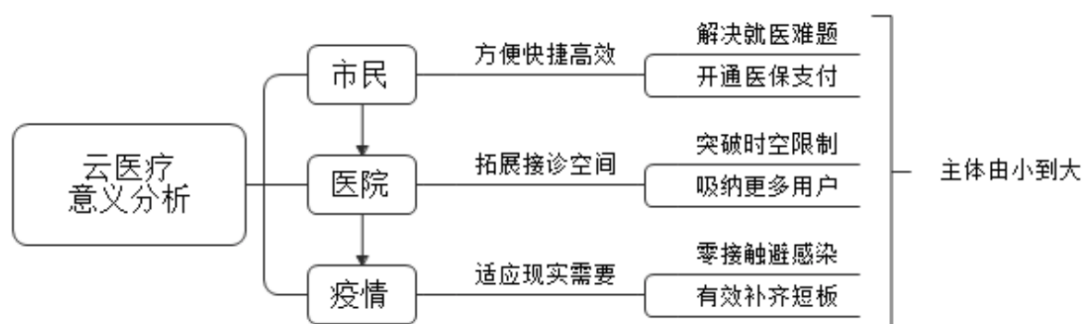 云医疗
意义分析
市民
方便快捷高效
解决就医难题
开通医保支付
医院
拓展接诊空间
突破时空限制
吸纳更多用户
疫情
适应现实需要
零接触避感染
有效补齐短板
主体由小到大